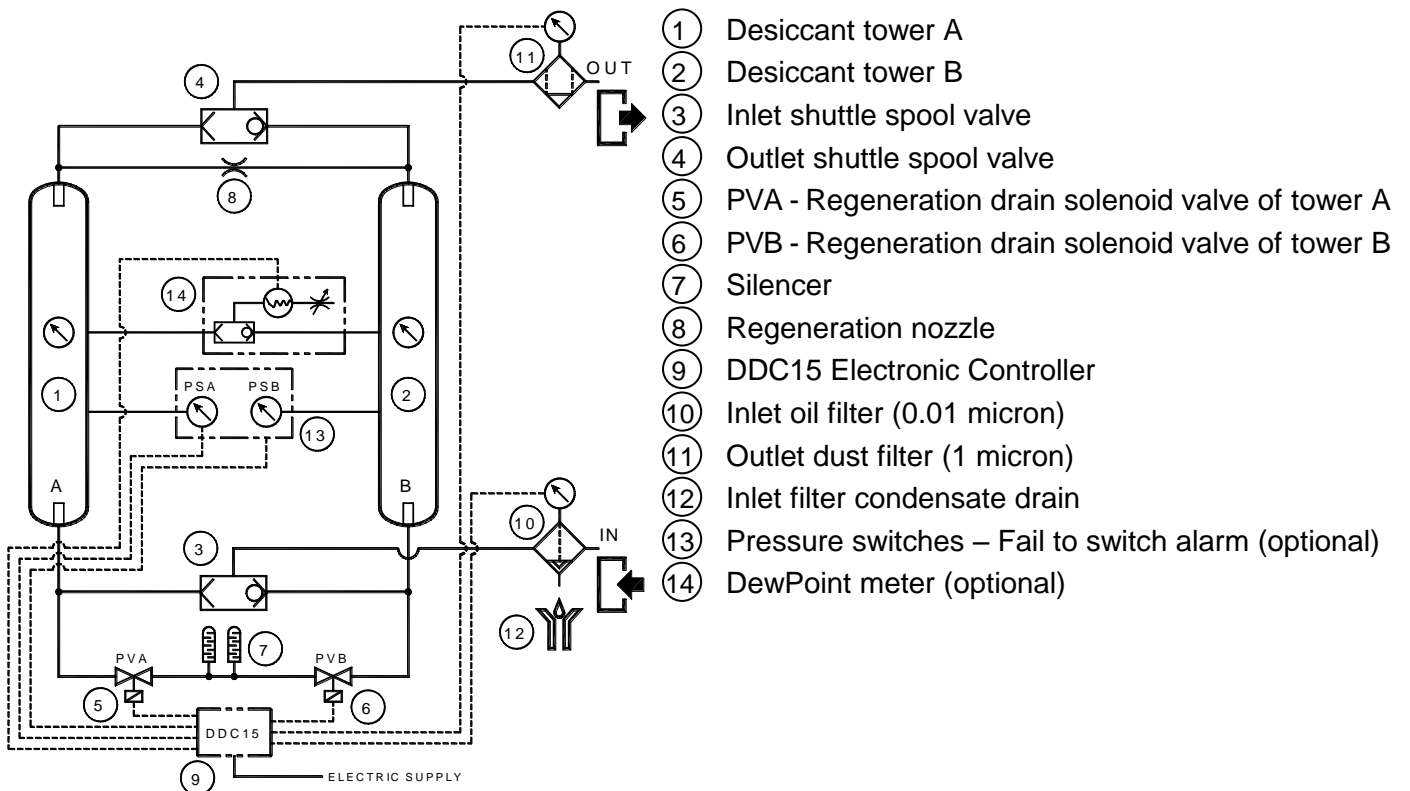 11
OUT
4
8
14
PSA PSB
1
2
13
A
B
10
IN
3
12
7
PVA
PVB
5
6
DDC15
9
ELECTRIC SUPPLY
1 Desiccant tower A
2 Desiccant tower B
3 Inlet shuttle spool valve
4 Outlet shuttle spool valve
5 PVA - Regeneration drain solenoid valve of tower A
6 PVB - Regeneration drain solenoid valve of tower B
7 Silencer
8 Regeneration nozzle
9 DDC15 Electronic Controller
10 Inlet oil filter (0.01 micron)
11 Outlet dust filter (1 micron)
12 Inlet filter condensate drain
13 Pressure switches – Fail to switch alarm (optional)
14 DewPoint meter (optional)